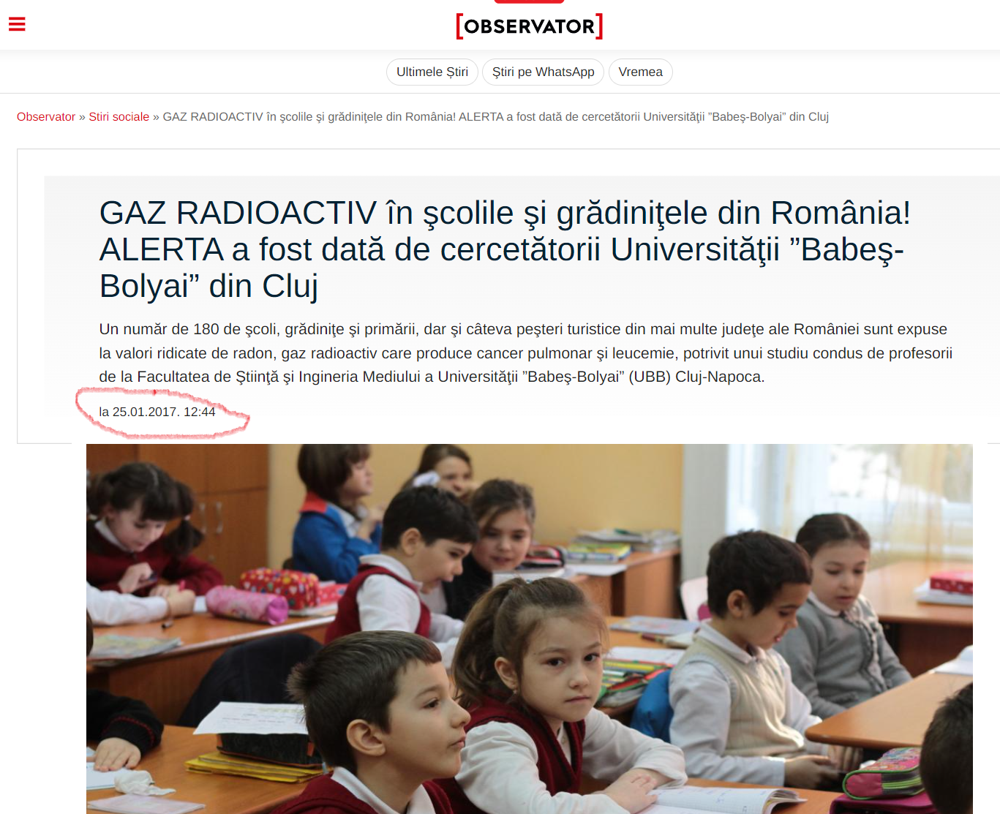 [OBSERVATOR]
Ultimele Știri Știri pe WhatsApp Vremea
Observator » Stiri sociale » GAZ RADIOACTIV în şcolile şi grădiniţele din România! ALERTA a fost dată de cercetătorii Universităţii ”Babeş-Bolyai” din Cluj
GAZ RADIOACTIV în şcolile şi grădiniţele din România!
ALERTA a fost dată de cercetătorii Universităţii ”Babeş-
Bolyai” din Cluj
Un număr de 180 de şcoli, grădiniţe şi primării, dar şi câteva peşteri turistice din mai multe judeţe ale României sunt expuse
la valori ridicate de radon, gaz radioactiv care produce cancer pulmonar şi leucemie, potrivit unui studiu condus de profesorii
de la Facultatea de Ştiinţă şi Ingineria Mediului a Universităţii ”Babeş-Bolyai” (UBB) Cluj-Napoca.
la 25.01.2017. 12:44